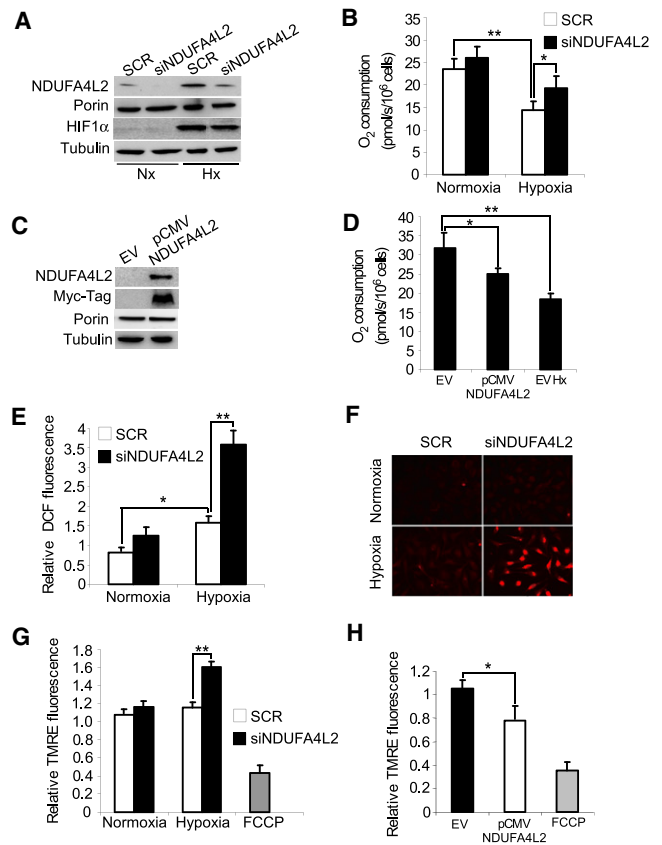 A
SCR
siNDUFA4L2
SCR
siNDUFA4L2
NDUFA4L2
Porin
HIF1α
Tubulin
Nx
Hx
B
O2 consumption
(pmol/s/10^6 cells)
35
30
25
20
15
10
5
0
**
*
SCR
siNDUFA4L2
Normoxia
Hypoxia
C
EV
pCMV
NDUFA4L2
NDUFA4L2
Myc-Tag
Porin
Tubulin
D
O2 consumption
(pmol/s/10^6 cells)
40
35
30
25
20
15
10
5
0
**
*
EV
pCMV
NDUFA4L2
EV Hx
E
Relative DCF fluorescence
4
3.5
3
2.5
2
1.5
1
0.5
0
SCR
siNDUFA4L2
**
*
Normoxia
Hypoxia
F
SCR
siNDUFA4L2
Normoxia
Hypoxia
G
Relative TMRE fluorescence
1.8
1.6
1.4
1.2
1.0
0.8
0.6
0.4
0.2
0
**
SCR
siNDUFA4L2
Normoxia
Hypoxia
FCCP
H
Relative TMRE fluorescence
1.2
1
0.8
0.6
0.4
0.2
0
*
EV
pCMV
NDUFA4L2
FCCP